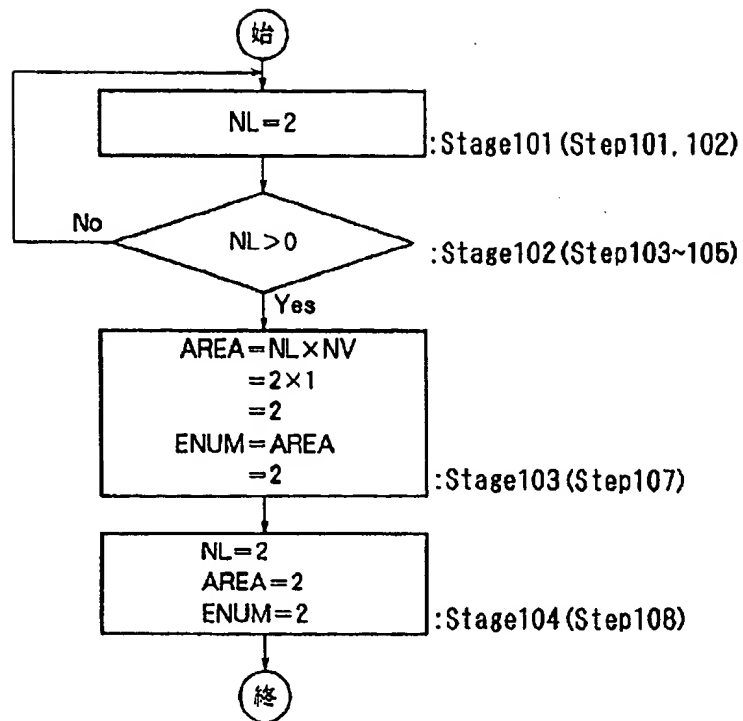 始
NL=2
:Stage101(Step101,102)
No
NL>0
:Stage102(Step103~105)
Yes
AREA=NL×NV
=2×1
=2
ENUM=AREA
=2
:Stage103(Step107)
NL=2
AREA=2
ENUM=2
:Stage104(Step108)
終